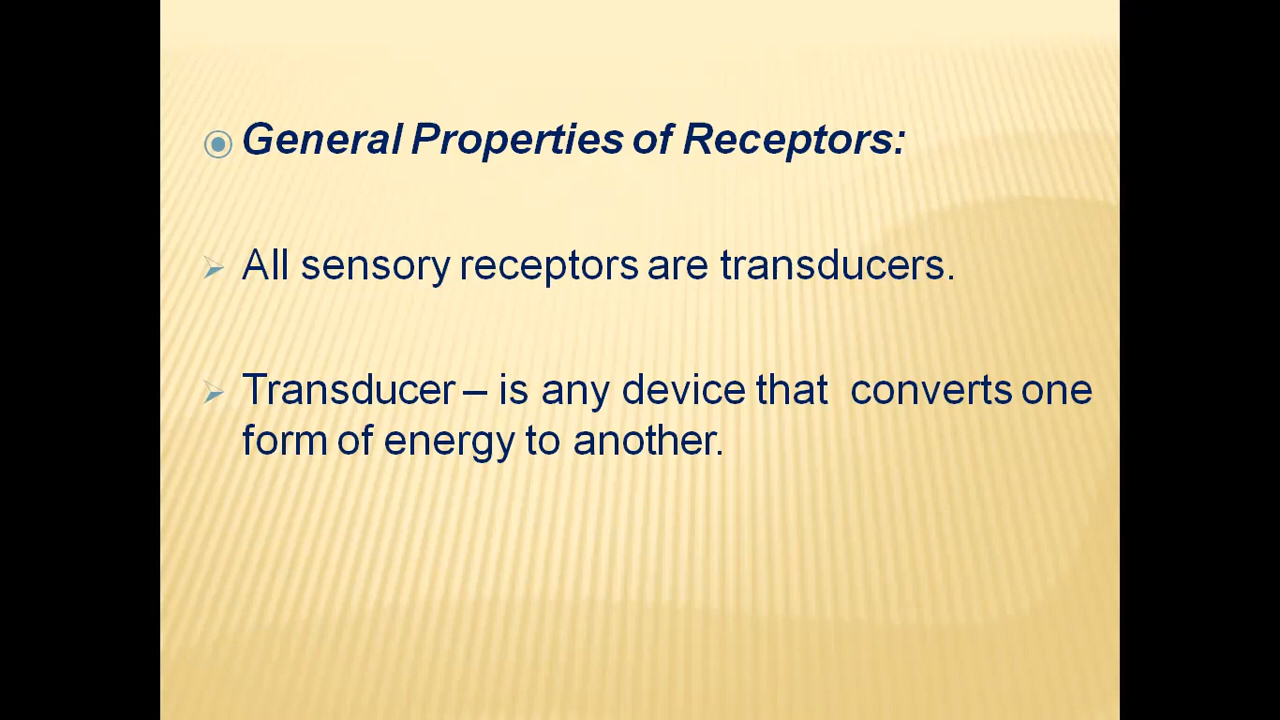 General Properties of Receptors:
All sensory receptors are transducers.
Transducer – is any device that converts one
form of energy to another.